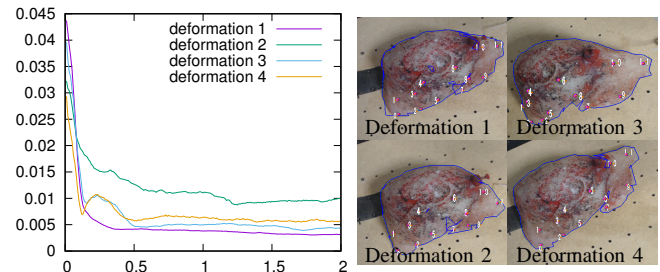 0.045
0.04
0.035
0.03
0.025
0.02
0.015
0.01
0.005
0
0 0.5 1 1.5 2
deformation 1
deformation 2
deformation 3
deformation 4
Deformation 1
Deformation 3
Deformation 2
Deformation 4